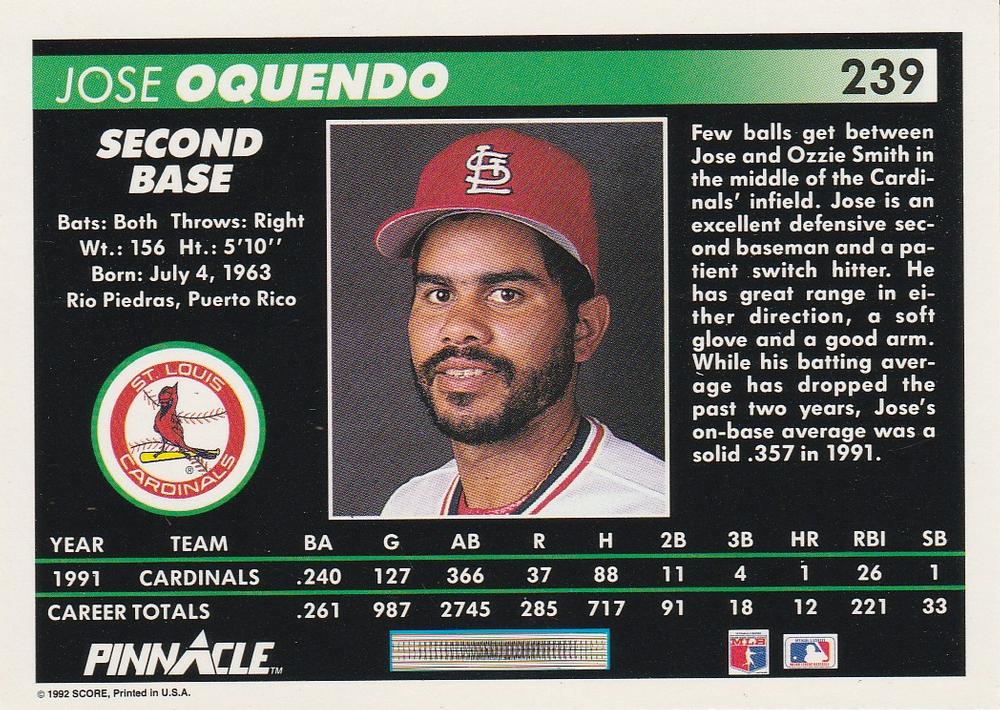 JOSE OQUENDO
239
SECOND
BASE
Bats: Both Throws: Right
Wt.: 156 Ht.: 5'10''
Born: July 4, 1963
Rio Piedras, Puerto Rico
ST. LOUIS
CARDINALS
®
STL
Few balls get between
Jose and Ozzie Smith in
the middle of the Cardi-
nals' infield. Jose is an
excellent defensive sec-
ond baseman and a pa-
tient switch hitter. He
has great range in ei-
ther direction, a soft
glove and a good arm.
While his batting aver-
age has dropped the
past two years, Jose's
on-base average was a
solid .357 in 1991.
YEAR TEAM BA G AB R H 2B 3B HR RBI SB
1991 CARDINALS .240 127 366 37 88 11 4 1 26 1
CAREER TOTALS .261 987 2745 285 717 91 18 12 221 33
PINNACLE TM
MLB
© 1992 SCORE, Printed in U.S.A.